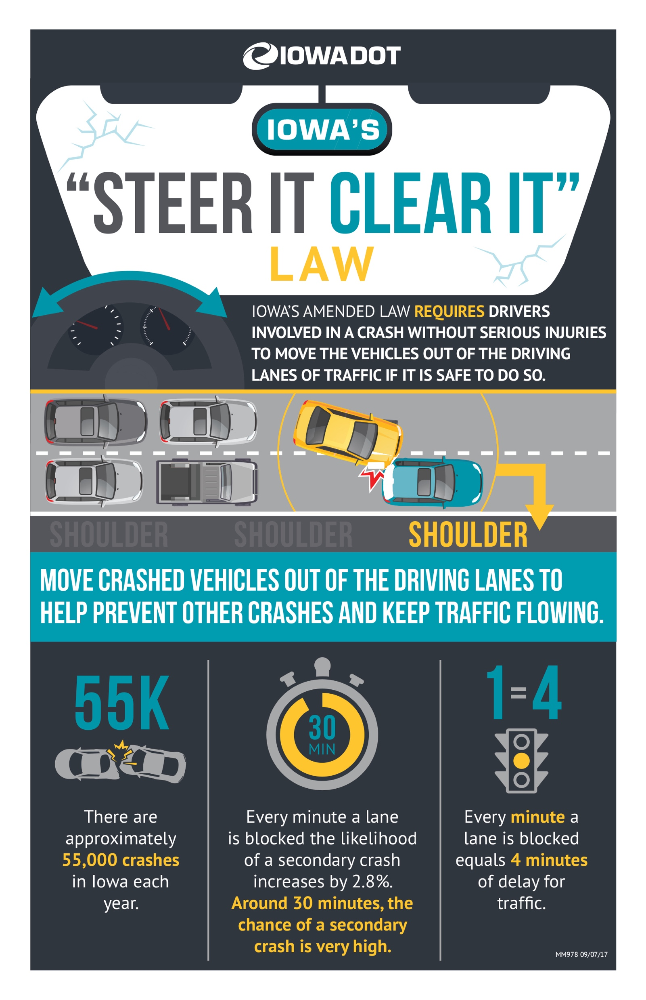 IOWADOT
IOWA'S
“STEER IT CLEAR IT”
LAW
IOWA'S AMENDED LAW REQUIRES DRIVERS
INVOLVED IN A CRASH WITHOUT SERIOUS INJURIES
TO MOVE THE VEHICLES OUT OF THE DRIVING
LANES OF TRAFFIC IF IT IS SAFE TO DO SO.
SHOULDER SHOULDER SHOULDER
MOVE CRASHED VEHICLES OUT OF THE DRIVING LANES TO
HELP PREVENT OTHER CRASHES AND KEEP TRAFFIC FLOWING.
55K
There are
approximately
55,000 crashes
in Iowa each
year.
30
MIN
Every minute a lane
is blocked the likelihood
of a secondary crash
increases by 2.8%.
Around 30 minutes, the
chance of a secondary
crash is very high.
1=4
Every minute a
lane is blocked
equals 4 minutes
of delay for
traffic.
MM978 09/07/17